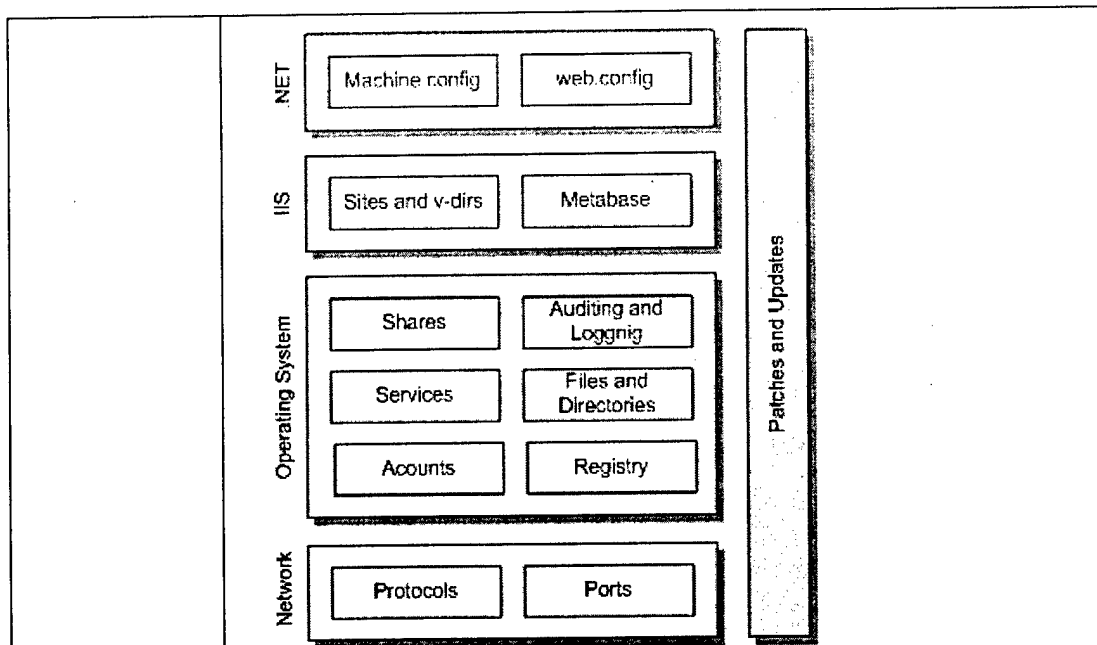 .NET
Machine config
web.config
IIS
Sites and v-dirs
Metabase
Operating System
Shares
Auditing and
Loggnig
Services
Files and
Directories
Acounts
Registry
Network
Protocols
Ports
Patches and Updates